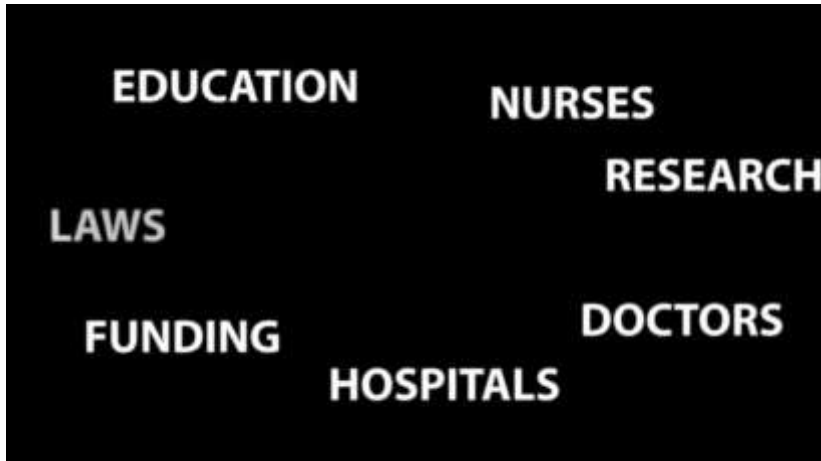 EDUCATION
NURSES
RESEARCH
LAWS
DOCTORS
FUNDING
HOSPITALS